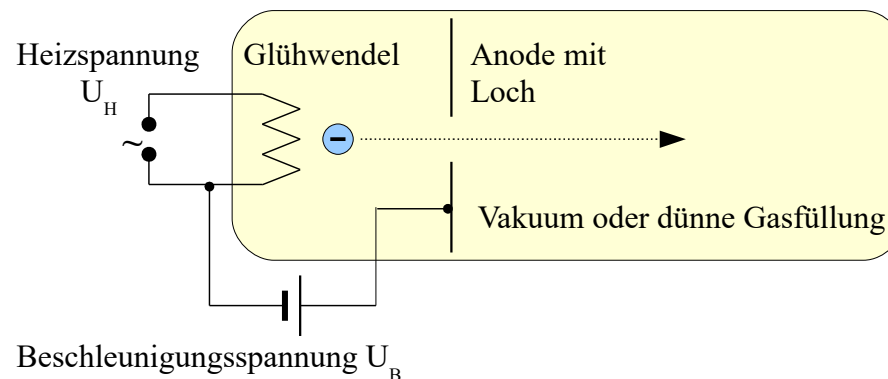 Heizspannung
U_H
~
Glühwendel
Anode mit
Loch
−
Vakuum oder dünne Gasfüllung
Beschleunigungsspannung U_B